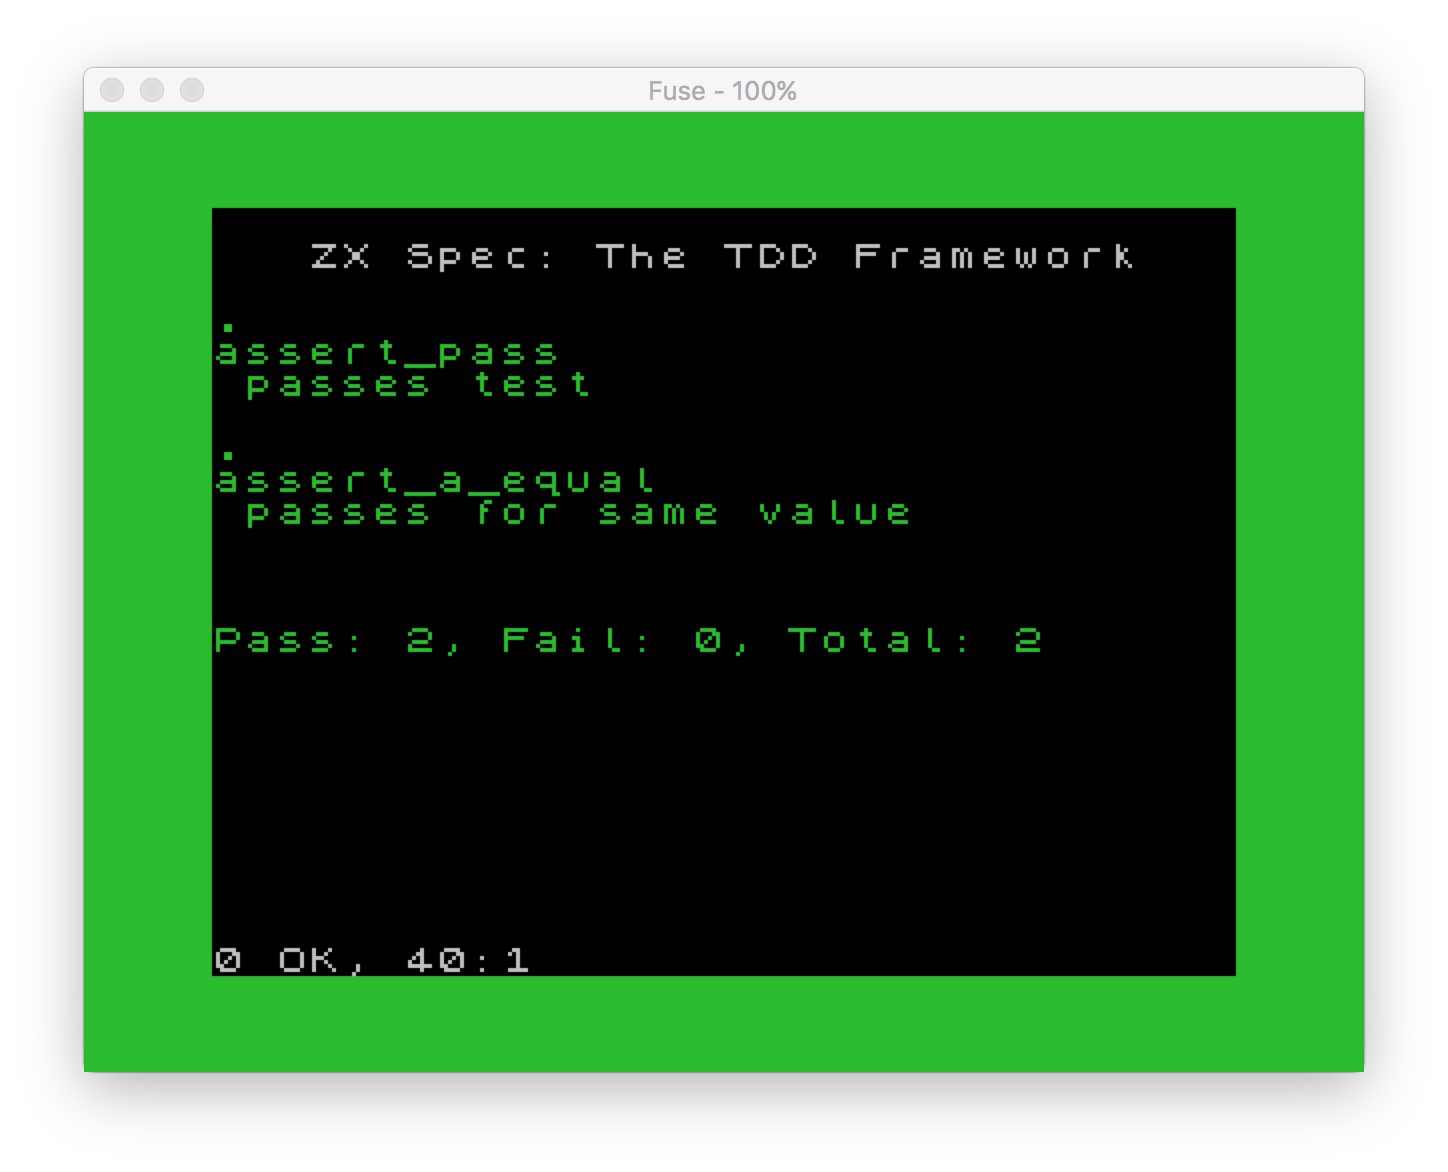 Fuse - 100%
ZX Spec: The TDD Framework
.
assert_pass
passes test
.
assert_a_equal
passes for same value
Pass: 2, Fail: 0, Total: 2
0 OK, 40:1